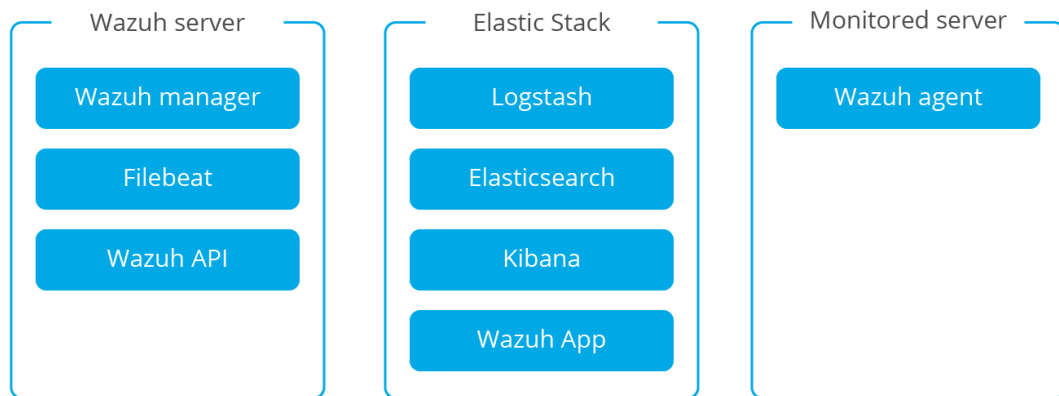 Wazuh server
Wazuh manager
Filebeat
Wazuh API
Elastic Stack
Logstash
Elasticsearch
Kibana
Wazuh App
Monitored server
Wazuh agent